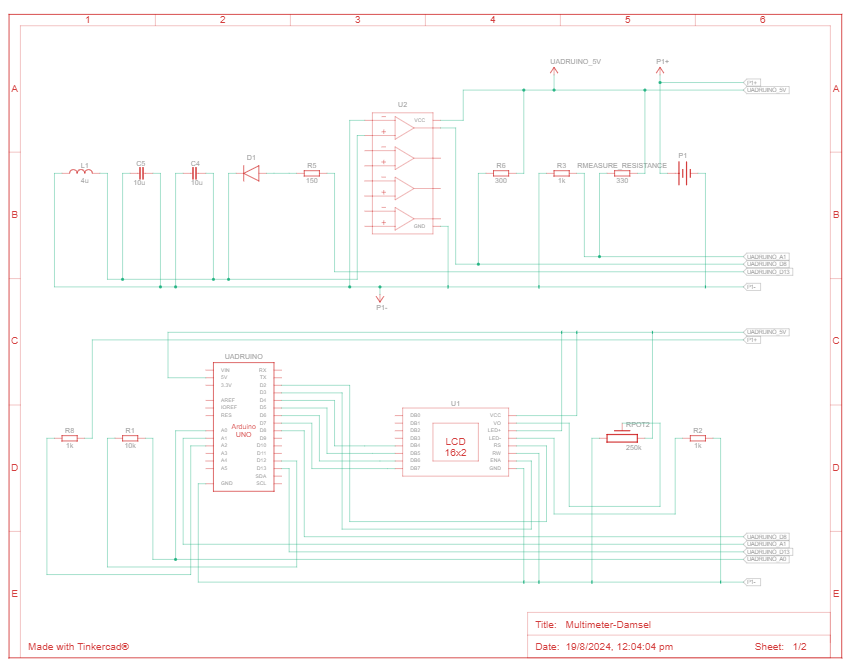 1 2 3 4 5 6
A A
B B
C C
D D
E E
UADRUINO_5V
P1+
P1+
UADRUINO_5V
U2
VCC
GND
L1
4u
C5
10u
C4
10u
D1
R5
150
R6
300
R3
1k
RMEASURE_RESISTANCE
330
P1
UADRUINO_A1
UADRUINO_D8
UADRUINO_D13
P1-
P1-
UADRUINO_5V
P1+
UADRUINO
VIN RX
5V TX
3.3V D2
D3
AREF D4
IOREF D5
RES D6
D7
A0 D8
A1 D9
A2 D10
A3 D11
A4 D12
A5 D13
SDA
GND SCL
Arduino
UNO
R8
1k
R1
10k
U1
DB0 VCC
DB1 VO
DB2 LED+
DB3 LED-
DB4 RS
DB5 RW
DB6 ENA
DB7 GND
LCD
16x2
RPOT2
250k
R2
1k
UADRUINO_D8
UADRUINO_A1
UADRUINO_D13
UADRUINO_A0
P1-
Title: Multimeter-Damsel
Made with Tinkercad®
Date: 19/8/2024, 12:04:04 pm Sheet: 1/2